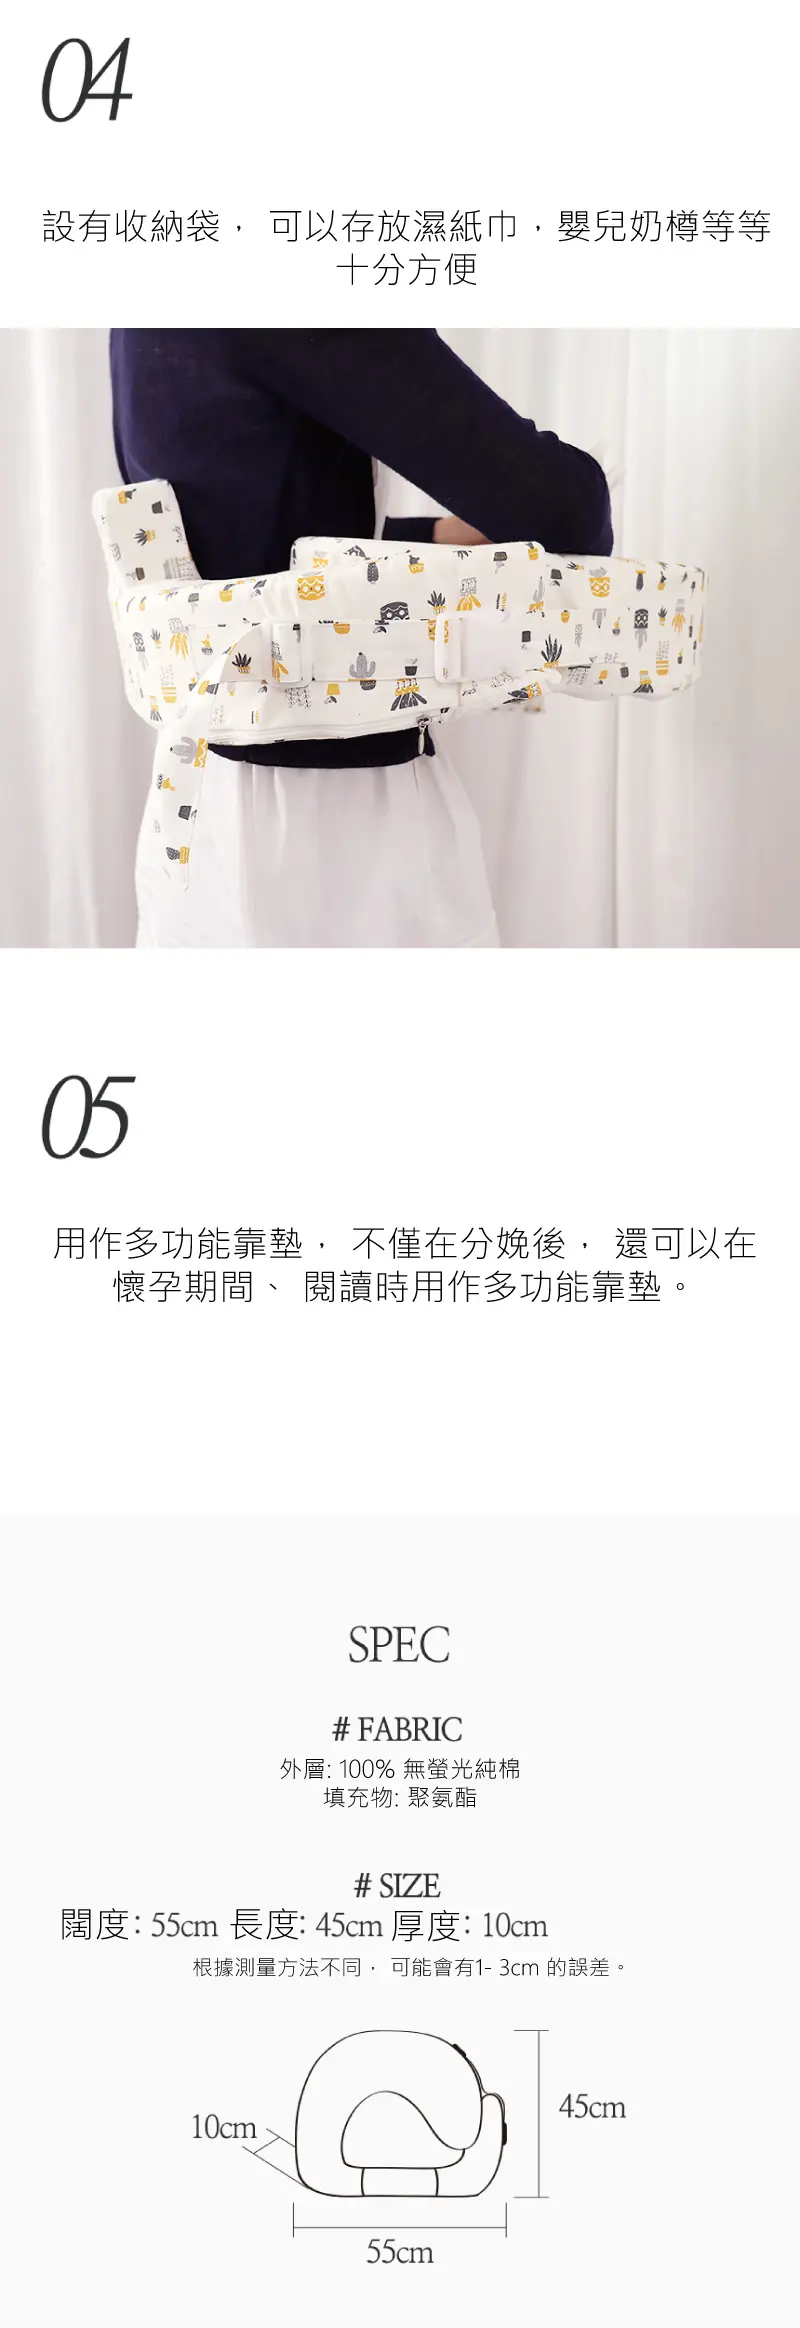 04
設有收納袋， 可以存放濕紙巾，嬰兒奶樽等等
十分方便
05
用作多功能靠墊， 不僅在分娩後， 還可以在
懷孕期間、 閱讀時用作多功能靠墊。
SPEC
# FABRIC
外層: 100% 無螢光純棉
填充物: 聚氨酯
# SIZE
闊度: 55cm 長度: 45cm 厚度: 10cm
根據測量方法不同， 可能會有1- 3cm 的誤差。
45cm
10cm
55cm